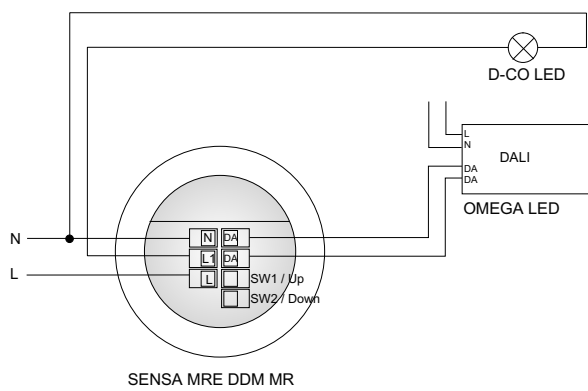 D-CO LED
L
N
DALI
DA
DA
OMEGA LED
N
N DA
L1 DA
L
L SW1 / Up
SW2 / Down
SENSA MRE DDM MR